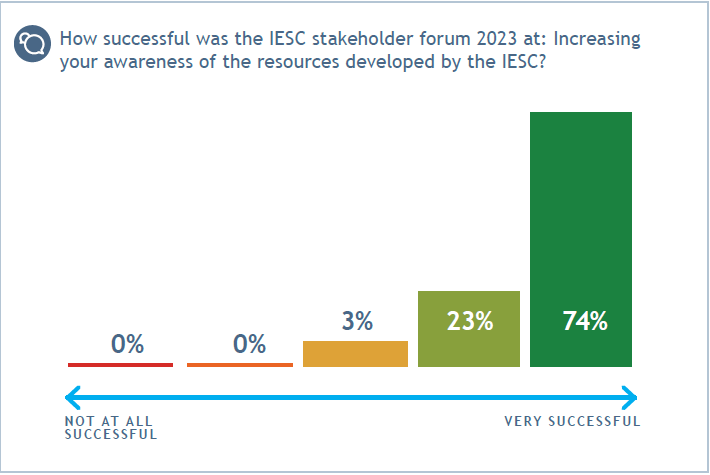 How successful was the IESC stakeholder forum 2023 at: Increasing
your awareness of the resources developed by the IESC?
0%
0%
3%
23%
74%
NOT AT ALL
SUCCESSFUL
VERY SUCCESSFUL